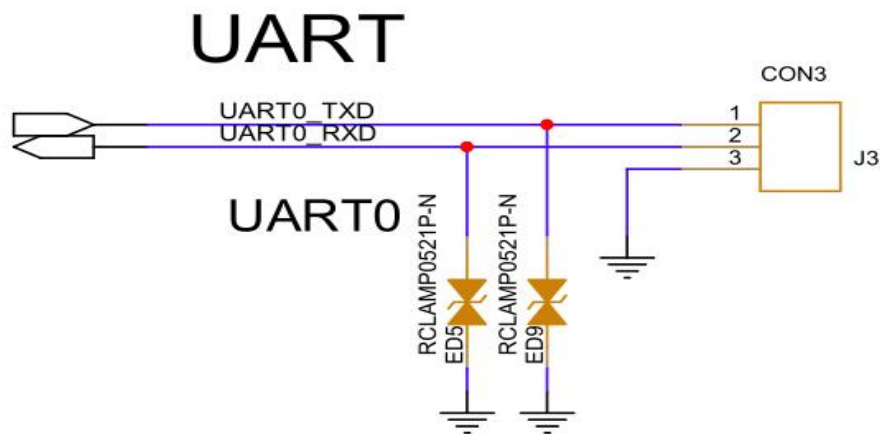 UART
CON3
UART0_TXD
1
UART0_RXD
2
3
J3
UART0
RCLAMP0521P-N
ED5
RCLAMP0521P-N
ED9